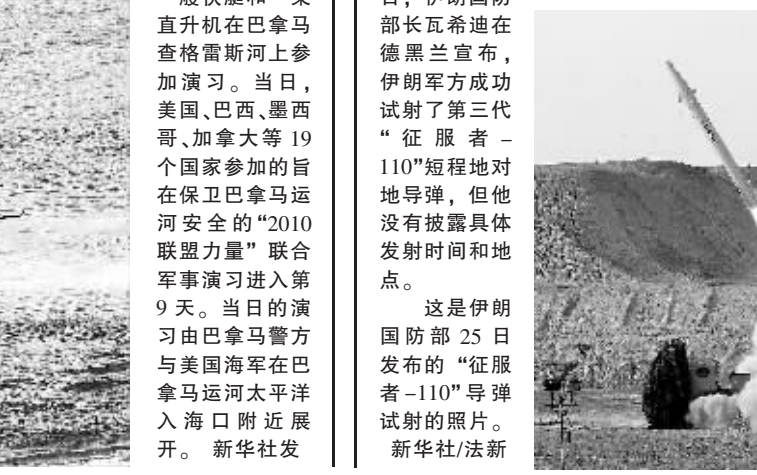 直升机在巴拿马
查格雷斯河上参
加演习。当日，
美国、巴西、墨西
哥、加拿大等 19
个国家参加的旨
在保卫巴拿马运
河安全的“2010
联盟力量”联合
军事演习进入第
9 天。当日的演
习由巴拿马警方
与美国海军在巴
拿马运河太平洋
入海口附近展
开。 新华社发
部长瓦希迪在
德黑兰宣布，
伊朗军方成功
试射了第三代
“征服者－
110”短程地对
地导弹，但他
没有披露具体
发射时间和地
点。
这是伊朗
国防部 25 日
发布的“征服
者－110”导弹
试射的照片。
新华社/法新